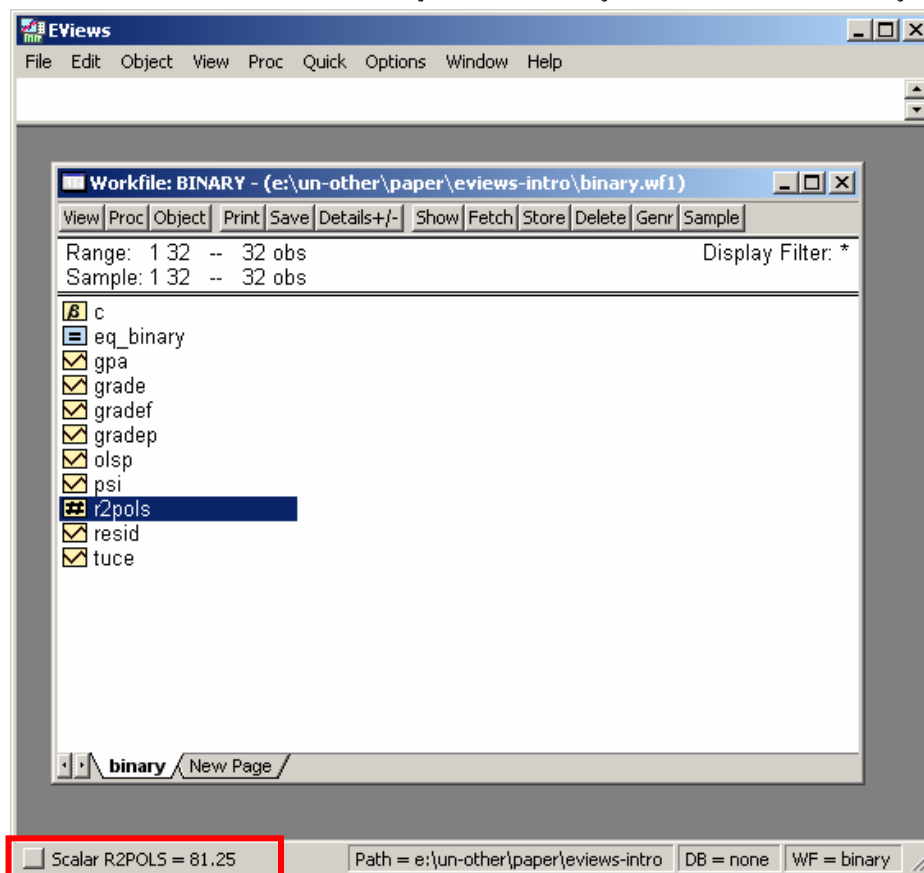 EViews
File Edit Object View Proc Quick Options Window Help
Workfile: BINARY - (e:\un-other\paper\eviews-intro\binary.wf1)
View Proc Object Print Save Details+/- Show Fetch Store Delete Genr Sample
Range: 1 32 -- 32 obs Display Filter: *
Sample: 1 32 -- 32 obs
β c
= eq_binary
gpa
grade
gradef
gradep
olsp
psi
# r2pols
resid
tuce
binary New Page
Scalar R2POLS = 81.25 Path = e:\un-other\paper\eviews-intro DB = none WF = binary